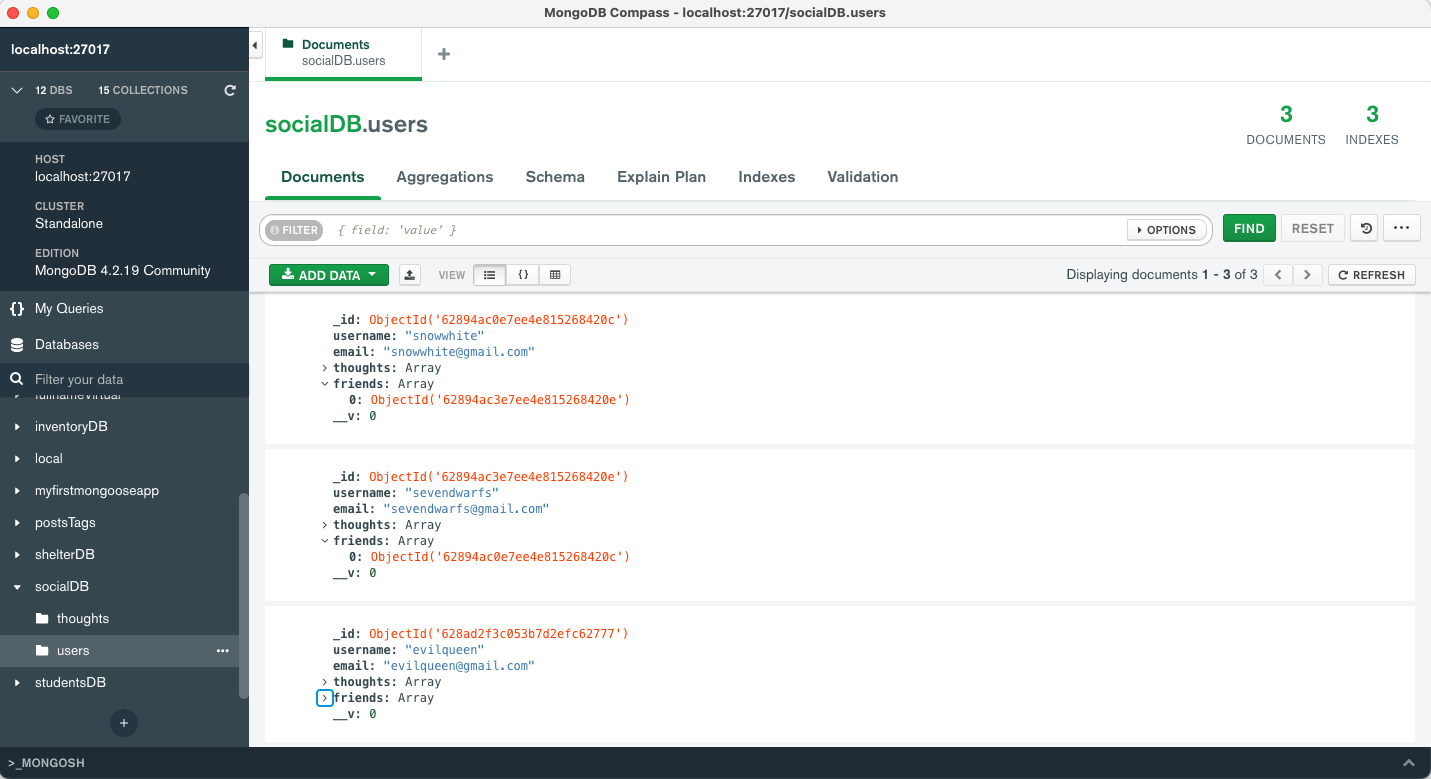 MongoDB Compass - localhost:27017/socialDB.users
localhost:27017
12 DBS 15 COLLECTIONS
FAVORITE
HOST
localhost:27017
CLUSTER
Standalone
EDITION
MongoDB 4.2.19 Community
{} My Queries
Databases
Filter your data
fullnameVirtual
inventoryDB
local
myfirstmongooseapp
postsTags
shelterDB
socialDB
thoughts
users
studentsDB
+
Documents
socialDB.users
+
socialDB.users
3 DOCUMENTS
3 INDEXES
Documents Aggregations Schema Explain Plan Indexes Validation
FILTER { field: 'value' } OPTIONS FIND RESET ...
ADD DATA VIEW {} Displaying documents 1 - 3 of 3 REFRESH
_id: ObjectId('62894ac0e7ee4e815268420c')
username: "snowwhite"
email: "snowwhite@gmail.com"
> thoughts: Array
friends: Array
0: ObjectId('62894ac3e7ee4e815268420e')
__v: 0
_id: ObjectId('62894ac3e7ee4e815268420e')
username: "sevendwarfs"
email: "sevendwarfs@gmail.com"
> thoughts: Array
friends: Array
0: ObjectId('62894ac0e7ee4e815268420c')
__v: 0
_id: ObjectId('628ad2f3c053b7d2efc62777')
username: "evilqueen"
email: "evilqueen@gmail.com"
> thoughts: Array
> friends: Array
__v: 0
>_MONGOSH